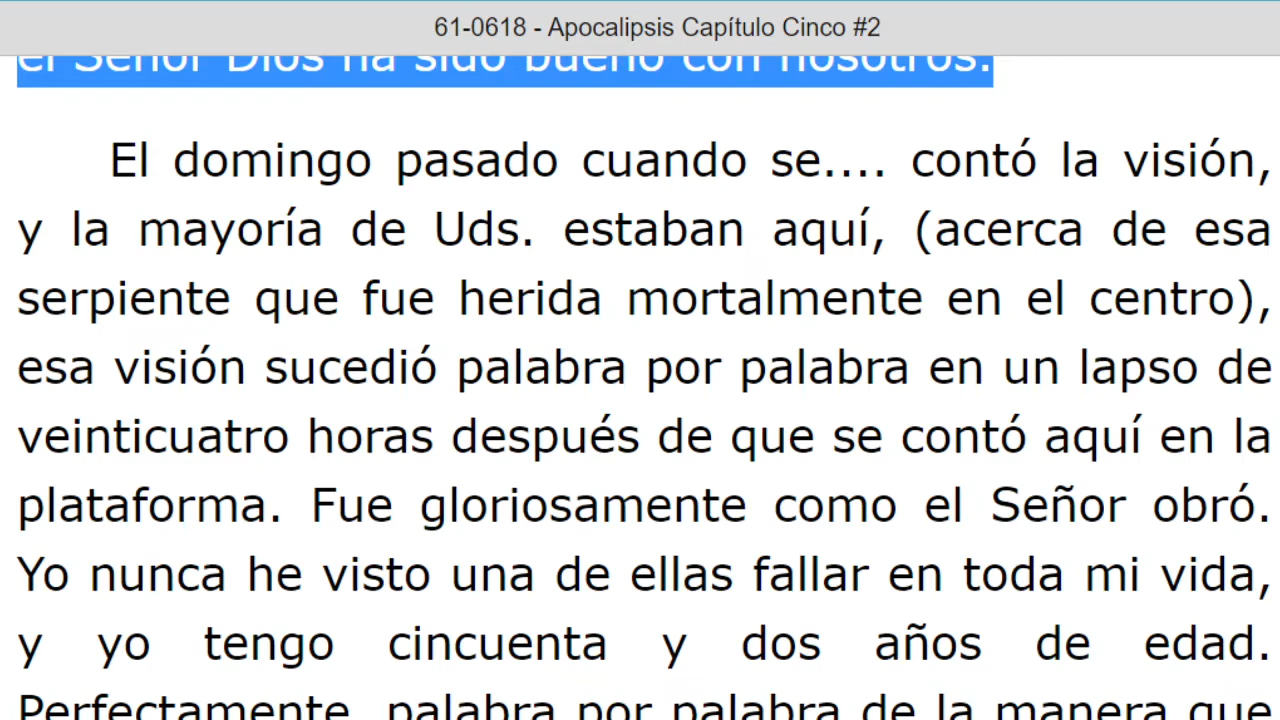 61-0618 - Apocalipsis Capítulo Cinco #2
el Señor Dios ha sido bueno con nosotros.
El domingo pasado cuando se.... contó la visión,
y la mayoría de Uds. estaban aquí, (acerca de esa
serpiente que fue herida mortalmente en el centro),
esa visión sucedió palabra por palabra en un lapso de
veinticuatro horas después de que se contó aquí en la
plataforma. Fue gloriosamente como el Señor obró.
Yo nunca he visto una de ellas fallar en toda mi vida,
y yo tengo cincuenta y dos años de edad.
Perfectamente, palabra por palabra de la manera que